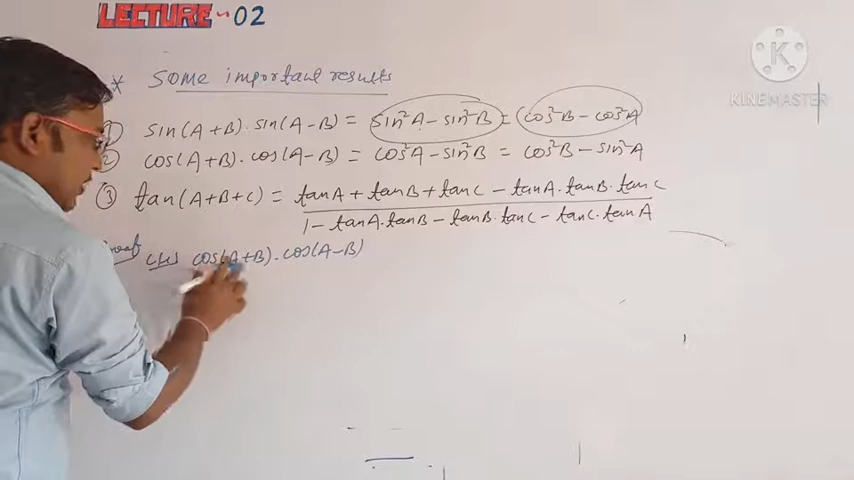 LECTURE-02
* Some important results
K
KINEMASTER
① sin(A+B).sin(A-B) = sin²A - sin²B = cos²B - cos²A
② cos(A+B).cos(A-B) = cos²A - sin²B = cos²B - sin²A
③ tan(A+B+C) = tanA + tanB + tanC - tanA.tanB.tanC
1 - tanA.tanB - tanB.tanC - tanC.tanA
cos(A+B).cos(A-B)